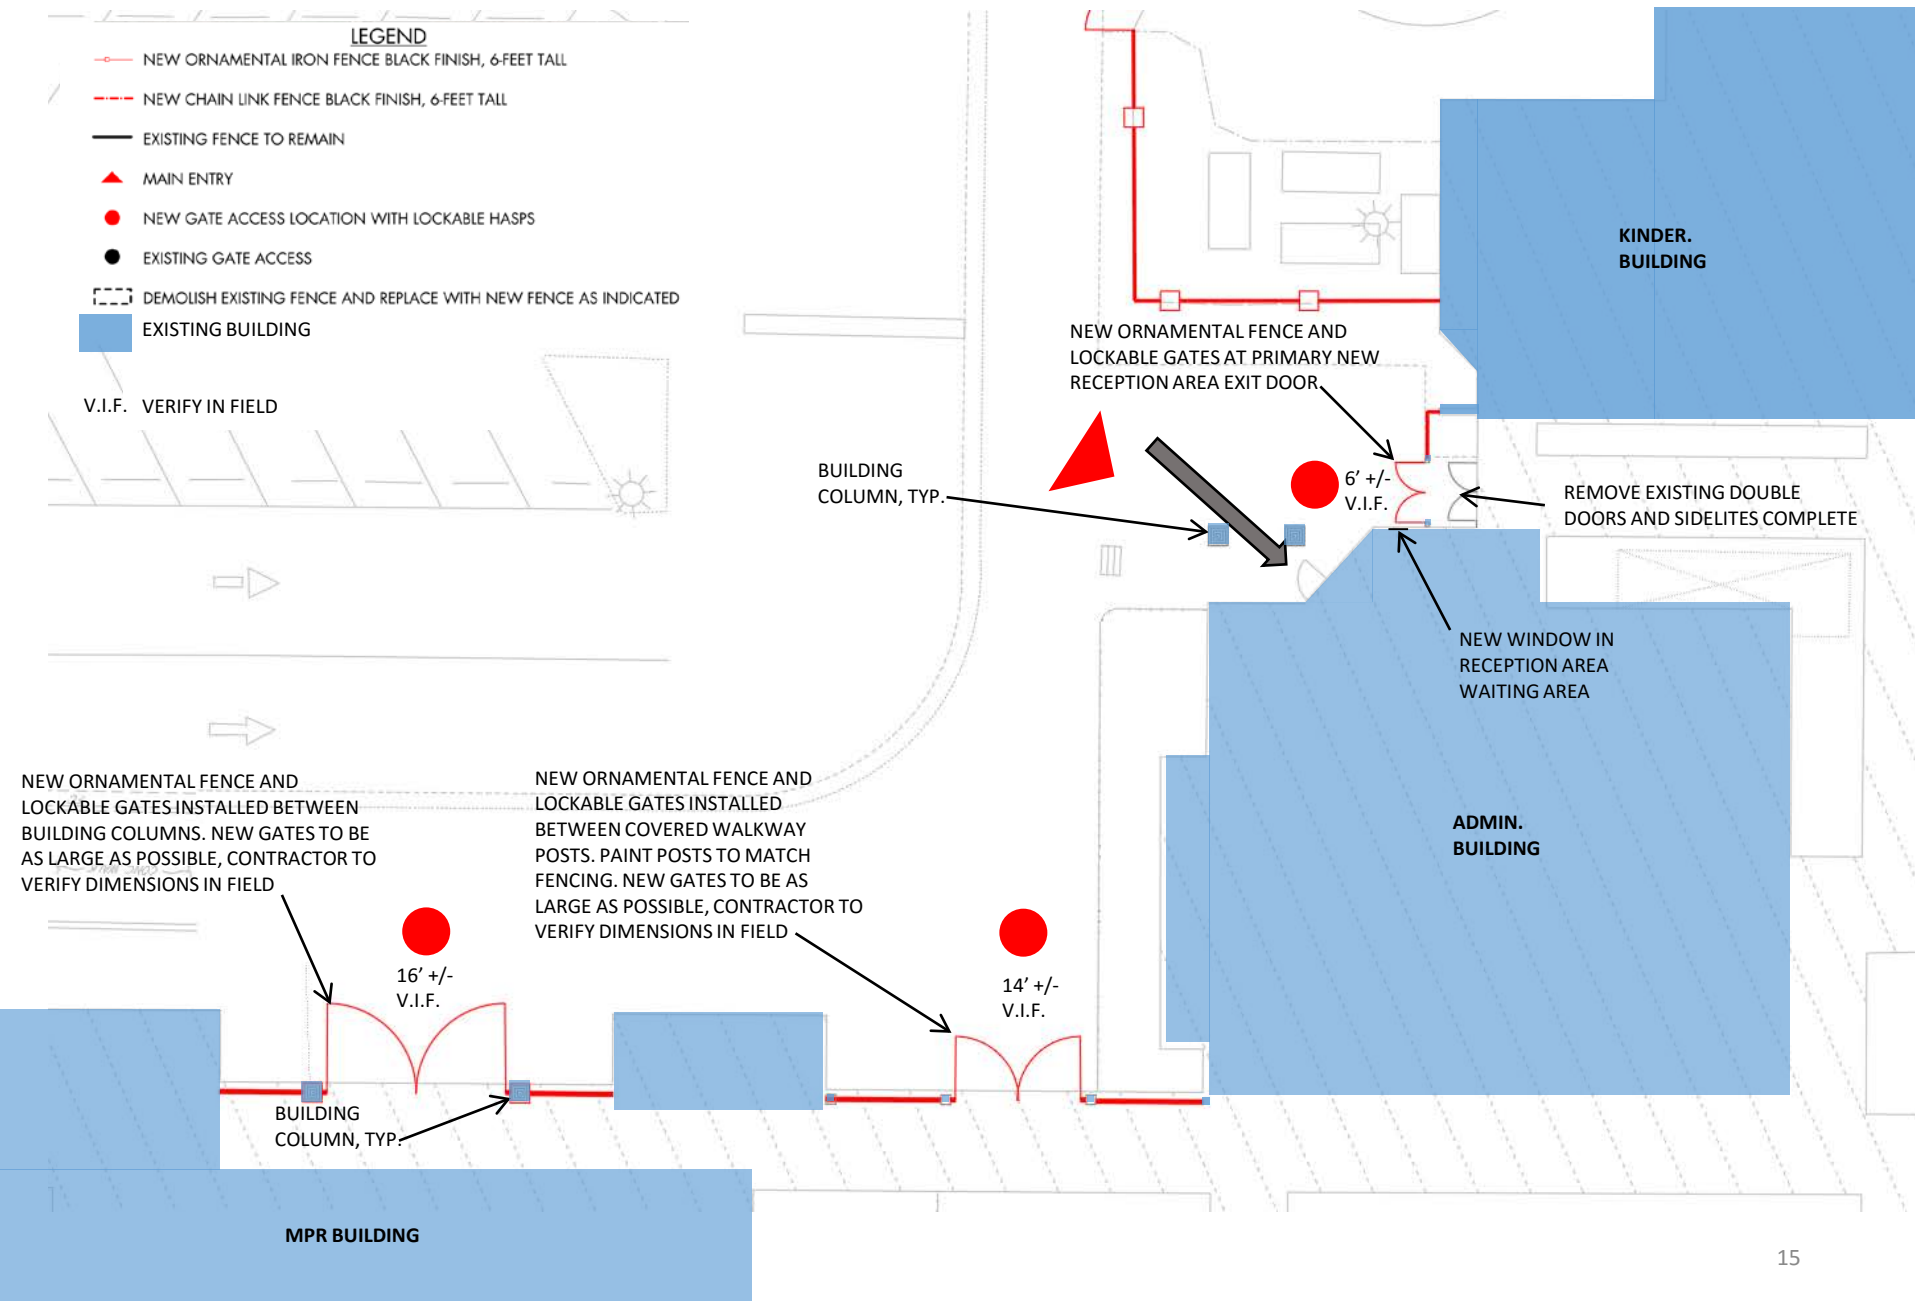 LEGEND
NEW ORNAMENTAL IRON FENCE BLACK FINISH, 6-FEET TALL
NEW CHAIN LINK FENCE BLACK FINISH, 6-FEET TALL
EXISTING FENCE TO REMAIN
MAIN ENTRY
NEW GATE ACCESS LOCATION WITH LOCKABLE HASPS
EXISTING GATE ACCESS
DEMOLISH EXISTING FENCE AND REPLACE WITH NEW FENCE AS INDICATED
EXISTING BUILDING
V.I.F. VERIFY IN FIELD
KINDER.
BUILDING
NEW ORNAMENTAL FENCE AND
LOCKABLE GATES AT PRIMARY NEW
RECEPTION AREA EXIT DOOR
BUILDING
COLUMN, TYP.
6' +/-
V.I.F.
REMOVE EXISTING DOUBLE
DOORS AND SIDELITES COMPLETE
NEW WINDOW IN
RECEPTION AREA
WAITING AREA
NEW ORNAMENTAL FENCE AND
LOCKABLE GATES INSTALLED BETWEEN
BUILDING COLUMNS. NEW GATES TO BE
AS LARGE AS POSSIBLE, CONTRACTOR TO
VERIFY DIMENSIONS IN FIELD
NEW ORNAMENTAL FENCE AND
LOCKABLE GATES INSTALLED
BETWEEN COVERED WALKWAY
POSTS. PAINT POSTS TO MATCH
FENCING. NEW GATES TO BE AS
LARGE AS POSSIBLE, CONTRACTOR TO
VERIFY DIMENSIONS IN FIELD
ADMIN.
BUILDING
16' +/-
V.I.F.
14' +/-
V.I.F.
BUILDING
COLUMN, TYP.
MPR BUILDING
15